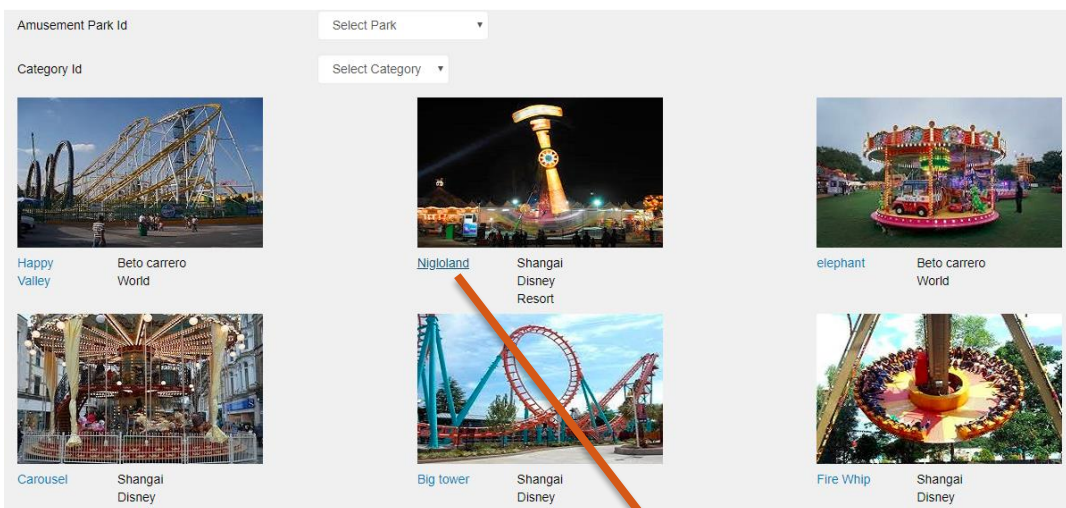 Amusement Park Id Select Park
Category Id Select Category
Happy Beto carrero
Valley World
Nigloland Shangai
Disney
Resort
elephant Beto carrero
World
Carousel Shangai
Disney
Big tower Shangai
Disney
Fire Whip Shangai
Disney